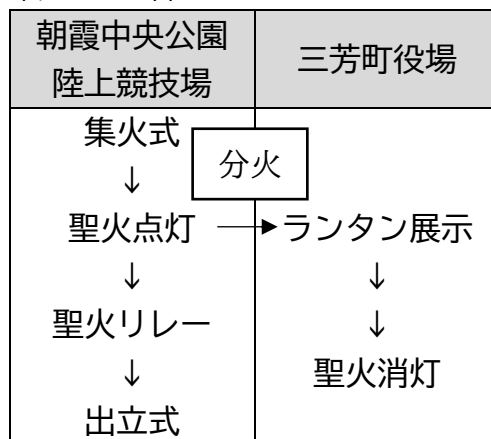 朝霞中央公園
陸上競技場
三芳町役場
集火式
分火
↓
聖火点灯 → ランタン展示
↓ ↓
聖火リレー ↓
↓ 聖火消灯
出立式